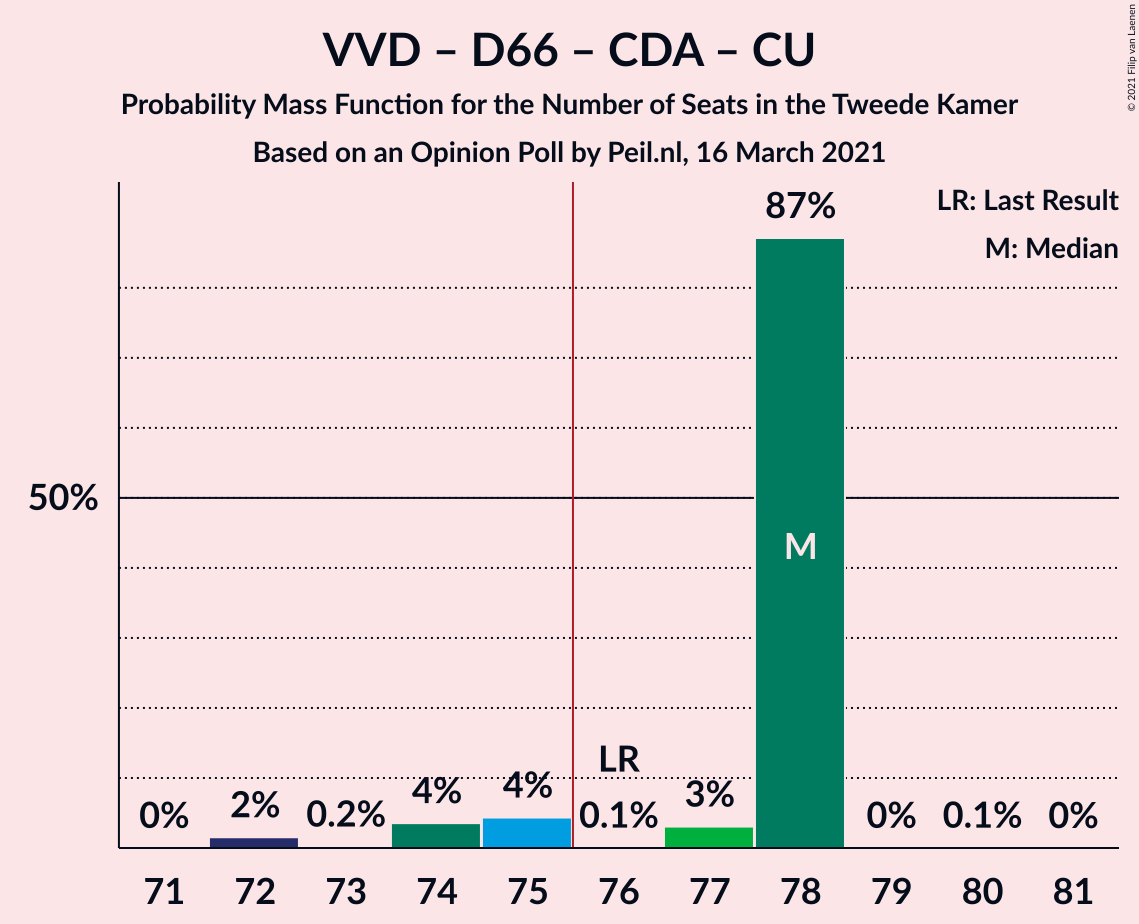 VVD – D66 – CDA – CU
Probability Mass Function for the Number of Seats in the Tweede Kamer
Based on an Opinion Poll by Peil.nl, 16 March 2021
© 2021 Filip van Laenen
LR: Last Result
M: Median
87%
50%
M
LR
0% 2% 0.2% 4% 4% 0.1% 3% 0% 0.1% 0%
71 72 73 74 75 76 77 78 79 80 81